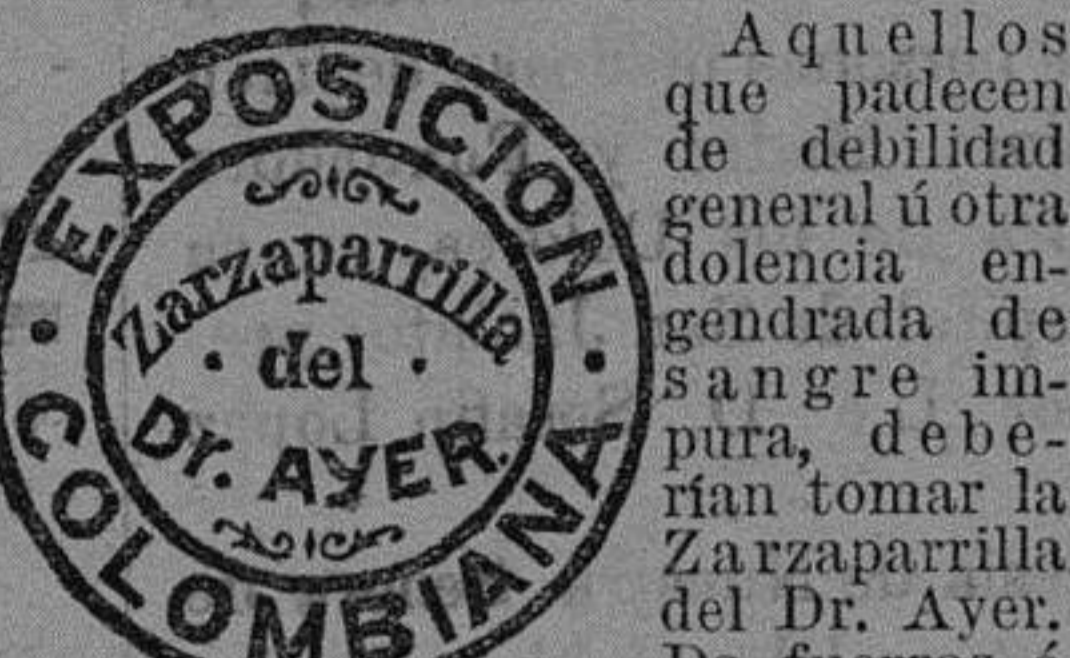 EXPOSICION
COLOMBIANA
Zarzaparrilla
· del ·
Dr. AYER.
Aquellos
que padecen
de debilidad
general ú otra
dolencia en-
gendrada de
sangre im-
pura, debe-
rían tomar la
Zarzaparrilla
del Dr. Ayer.